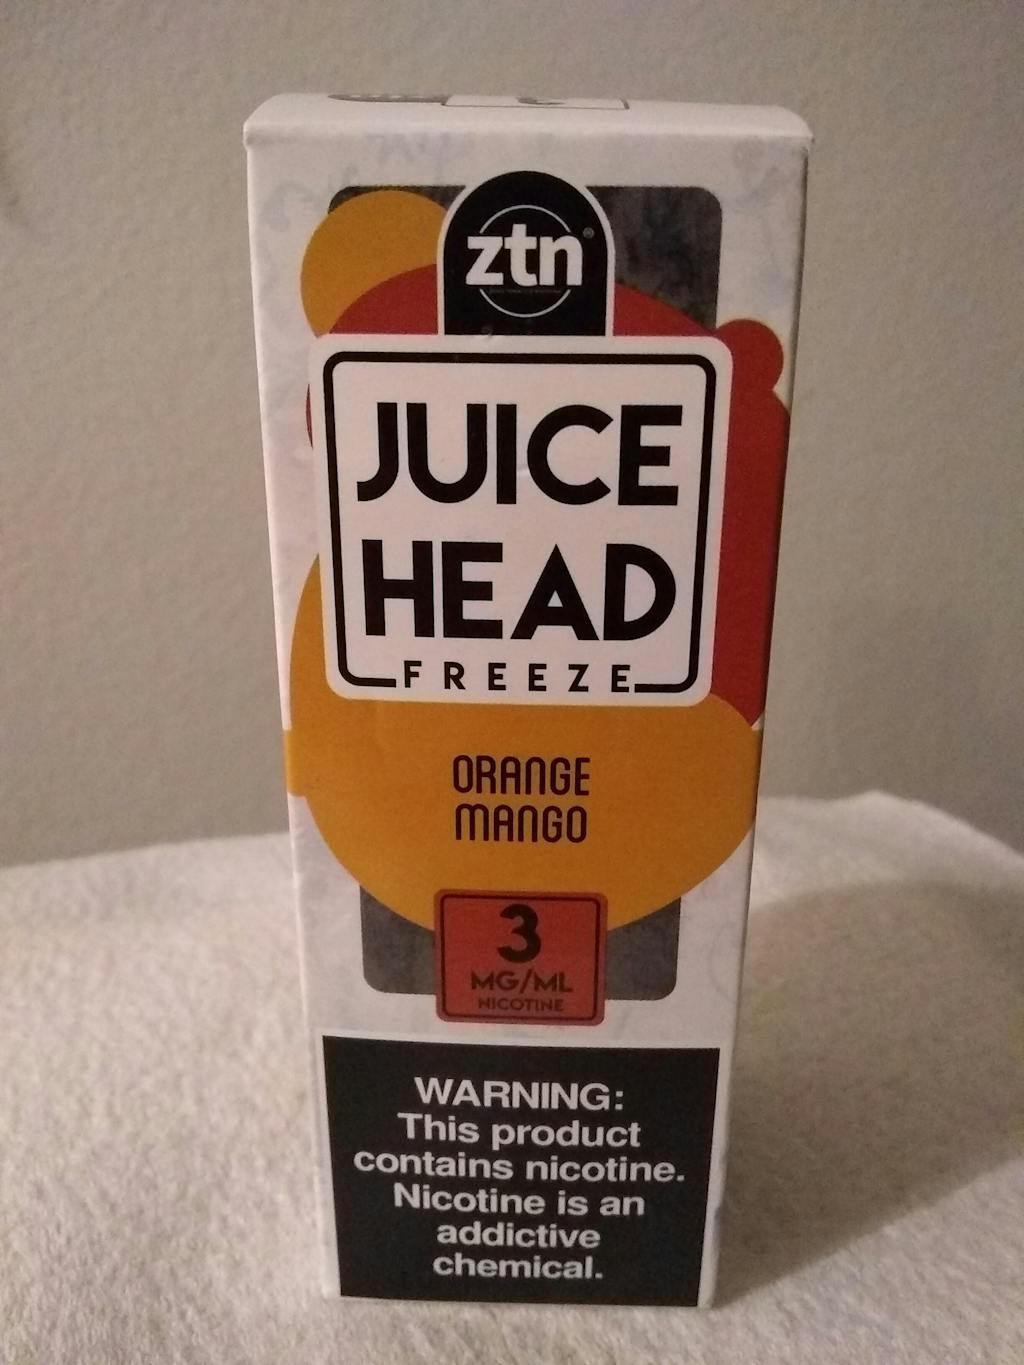 ztn®
JUICE
HEAD
FREEZE
ORANGE
MANGO
3
MG/ML
NICOTINE
WARNING:
This product
contains nicotine.
Nicotine is an
addictive
chemical.